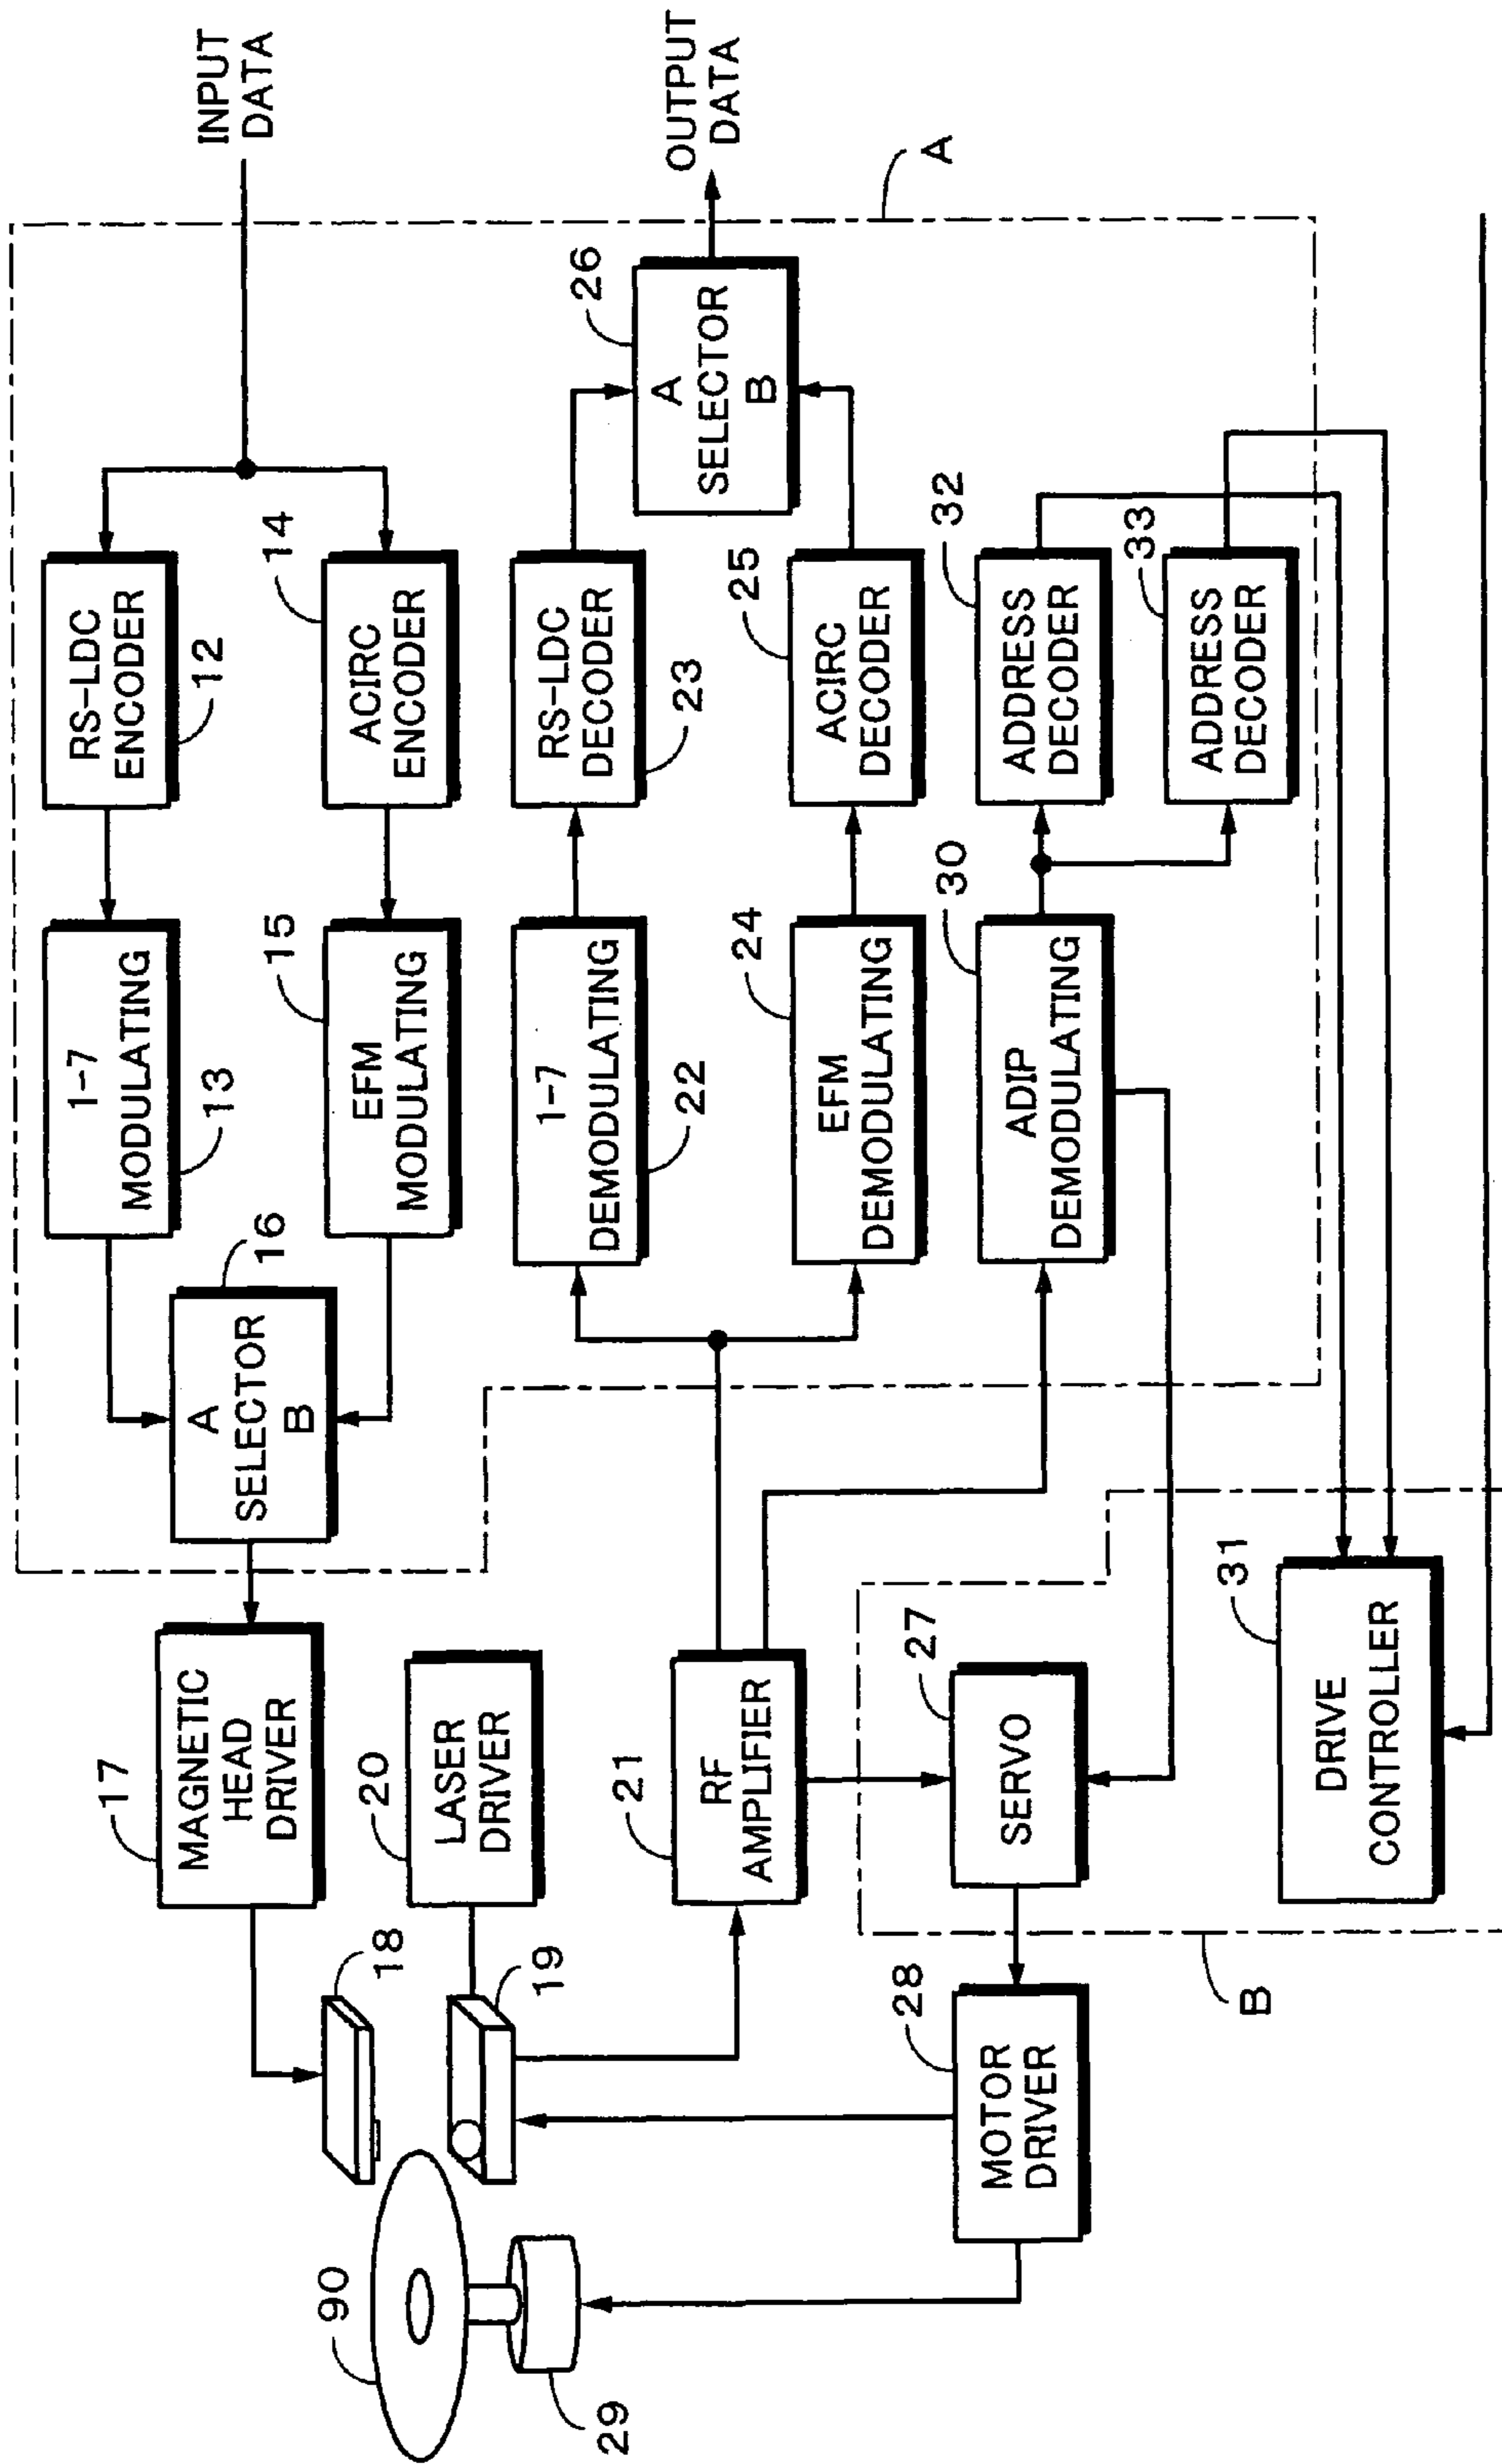 INPUT
DATA
RS-LDC
ENCODER
12
1-7
MODULATING
13
14
ACIRC
ENCODER
15
EFM
MODULATING
16
A
SELECTOR
B
17
MAGNETIC
HEAD
DRIVER
18
20
LASER
DRIVER
19
90
29
21
RF
AMPLIFIER
1-7
DEMODULATING
22
RS-LDC
DECODER
23
26
A
SELECTOR
B
OUTPUT
DATA
A
24
EFM
DEMODULATING
25
ACIRC
DECODER
30
ADIP
DEMODULATING
32
ADDRESS
DECODER
33
ADDRESS
DECODER
27
SERVO
28
MOTOR
DRIVER
B
31
DRIVE
CONTROLLER